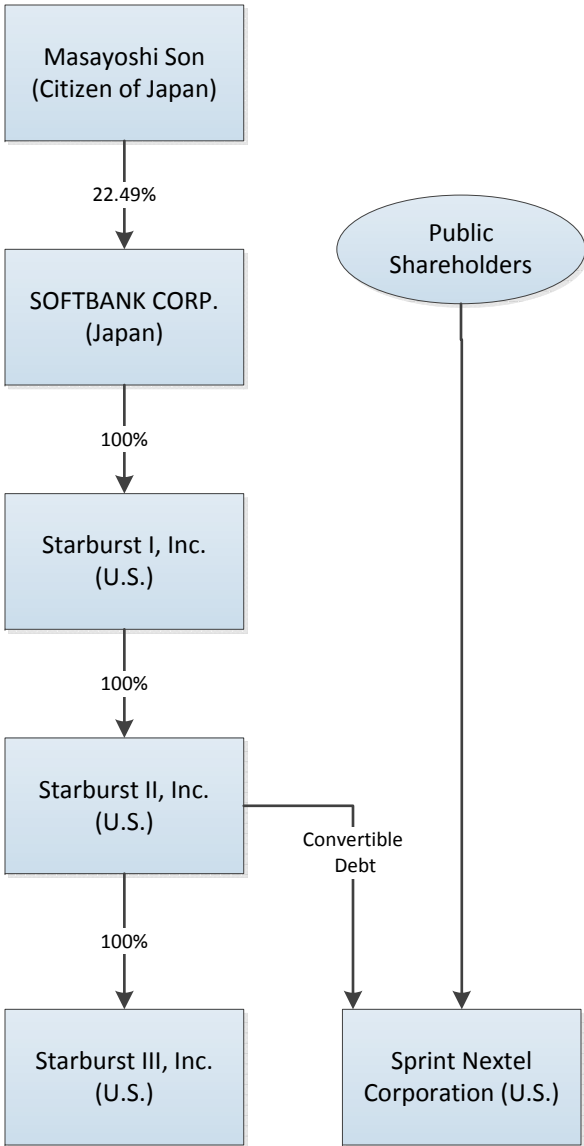 Masayoshi Son
(Citizen of Japan)
22.49%
Public
Shareholders
SOFTBANK CORP.
(Japan)
100%
Starburst I, Inc.
(U.S.)
100%
Starburst II, Inc.
(U.S.)
Convertible
Debt
100%
Starburst III, Inc.
(U.S.)
Sprint Nextel
Corporation (U.S.)